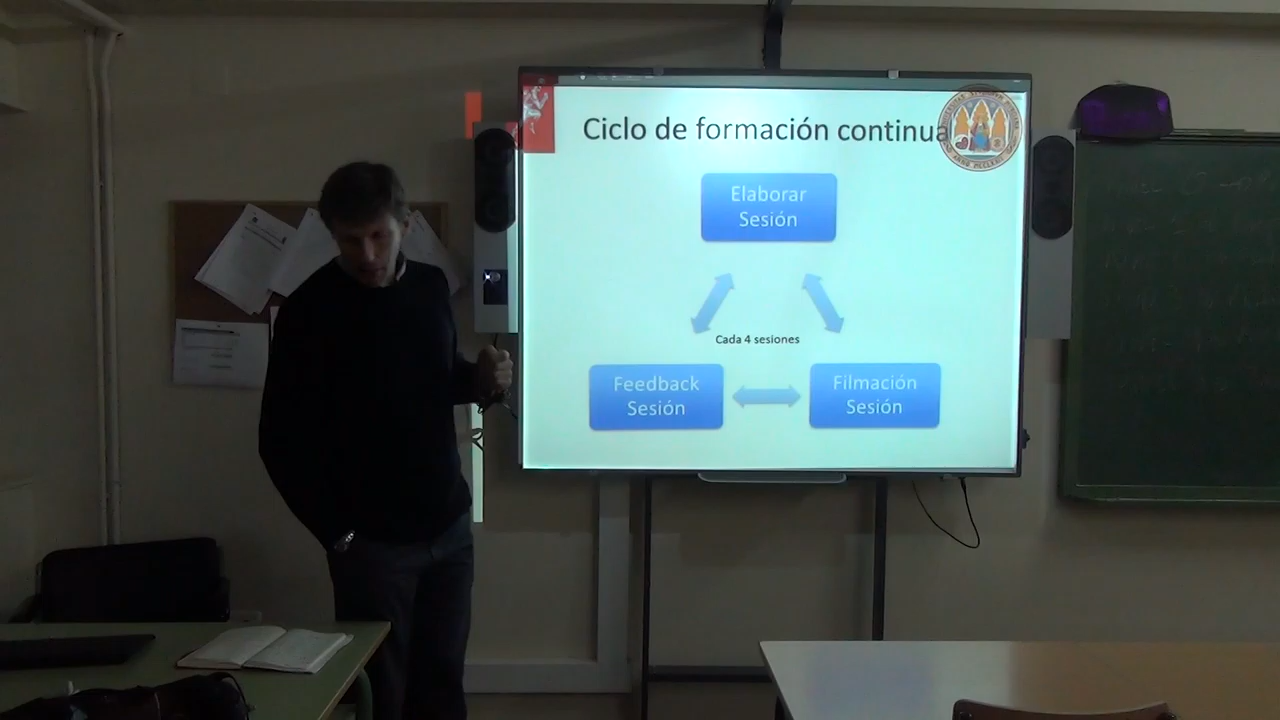 Ciclo de formación continua
Elaborar
Sesión
Cada 4 sesiones
Feedback
Sesión
Filmación
Sesión